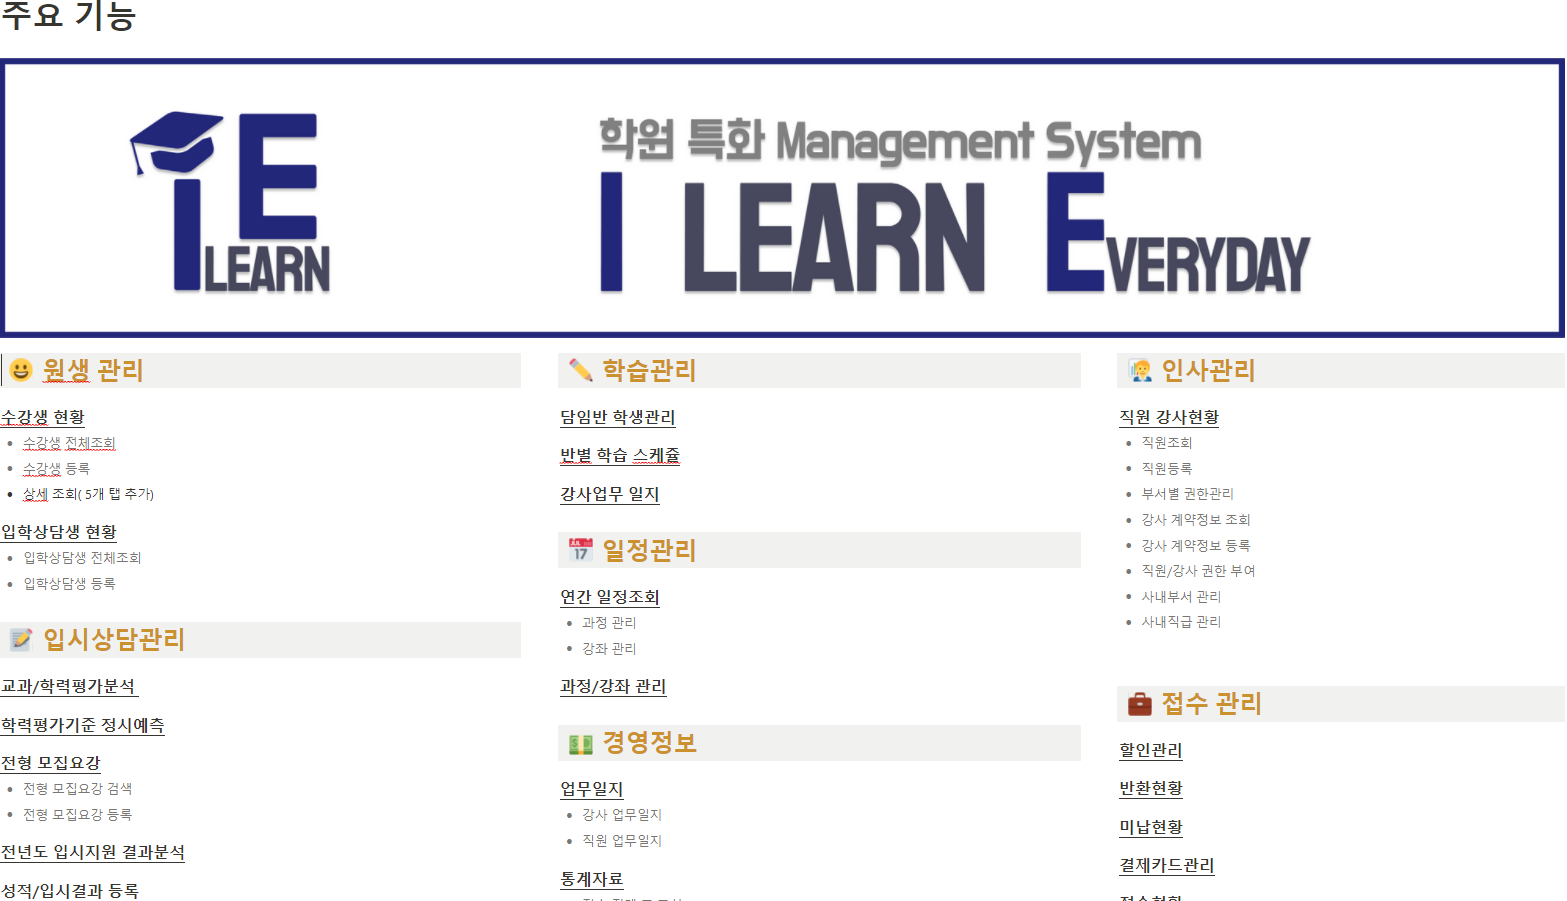 주요 기능
E
I LEARN
학원 특화 Management System
I LEARN EVERYDAY
원생 관리
수강생 현황
수강생 전체조회
수강생 등록
상세 조회( 5개 탭 추가)
입학상담생 현황
입학상담생 전체조회
입학상담생 등록
입시상담관리
교과/학력평가분석
학력평가기준 정시예측
전형 모집요강
전형 모집요강 검색
전형 모집요강 등록
전년도 입시지원 결과분석
성적/입시결과 등록
학습관리
담임반 학생관리
반별 학습 스케쥴
강사업무 일지
JUL
17
일정관리
연간 일정조회
과정 관리
강좌 관리
과정/강좌 관리
경영정보
업무일지
강사 업무일지
직원 업무일지
통계자료
인사관리
직원 강사현황
직원조회
직원등록
부서별 권한관리
강사 계약정보 조회
강사 계약정보 등록
직원/강사 권한 부여
사내부서 관리
사내직급 관리
접수 관리
할인관리
반환현황
미납현황
결제카드관리